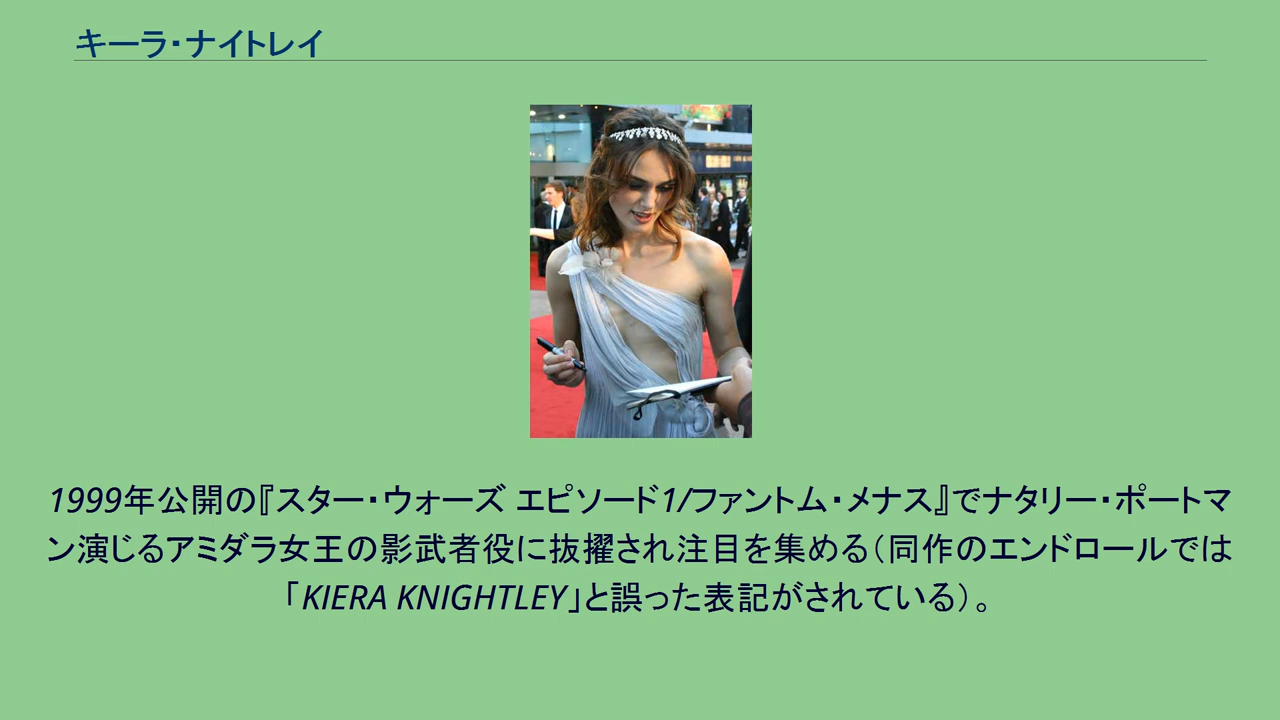 キーラ・ナイトレイ
1999年公開の『スター・ウォーズ エピソード1/ファントム・メナス』でナタリー・ポートマ
ン演じるアミダラ女王の影武者役に抜擢され注目を集める（同作のエンドロールでは
「KIERA KNIGHTLEY」と誤った表記がされている）。